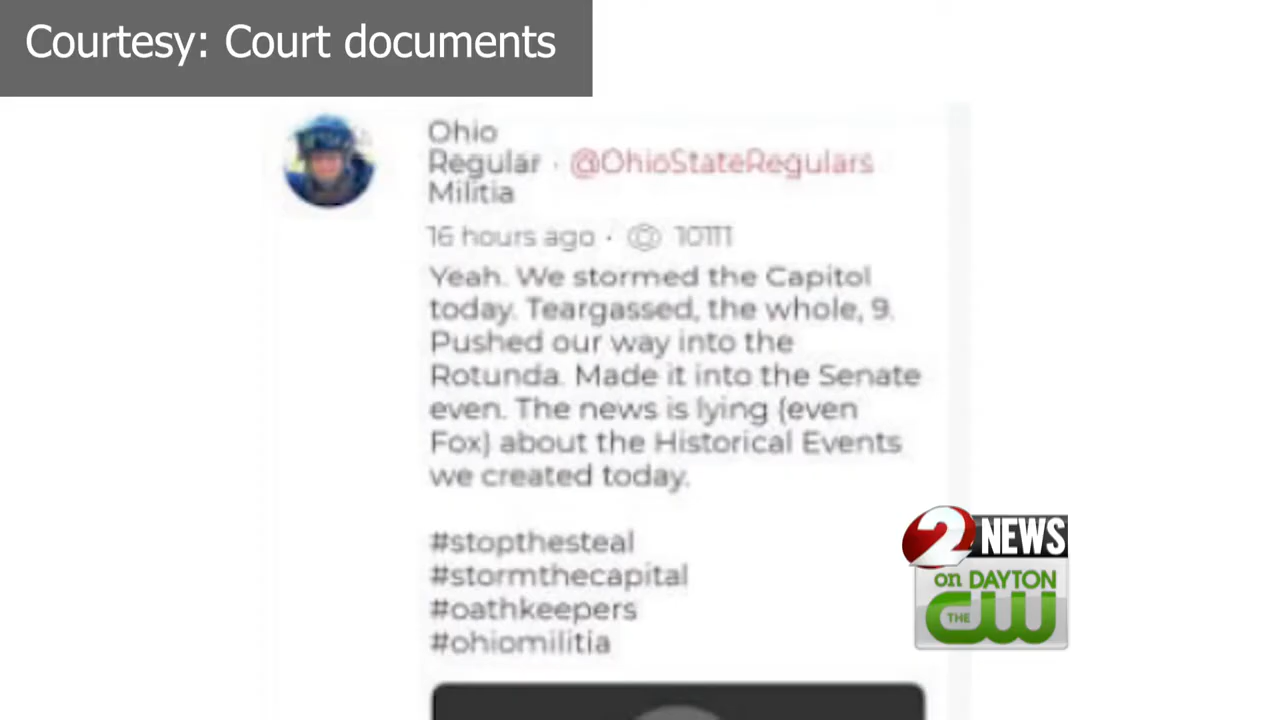 Courtesy: Court documents
Ohio
Regular · @OhioStateRegulars
Militia
16 hours ago · 10111
Yeah. We stormed the Capitol
today. Teargassed, the whole, 9.
Pushed our way into the
Rotunda. Made it into the Senate
even. The news is lying (even
Fox) about the Historical Events
we created today.
#stopthesteal
#stormthecapital
#oathkeepers
#ohiomilitia
2 NEWS
on DAYTON
THE CW